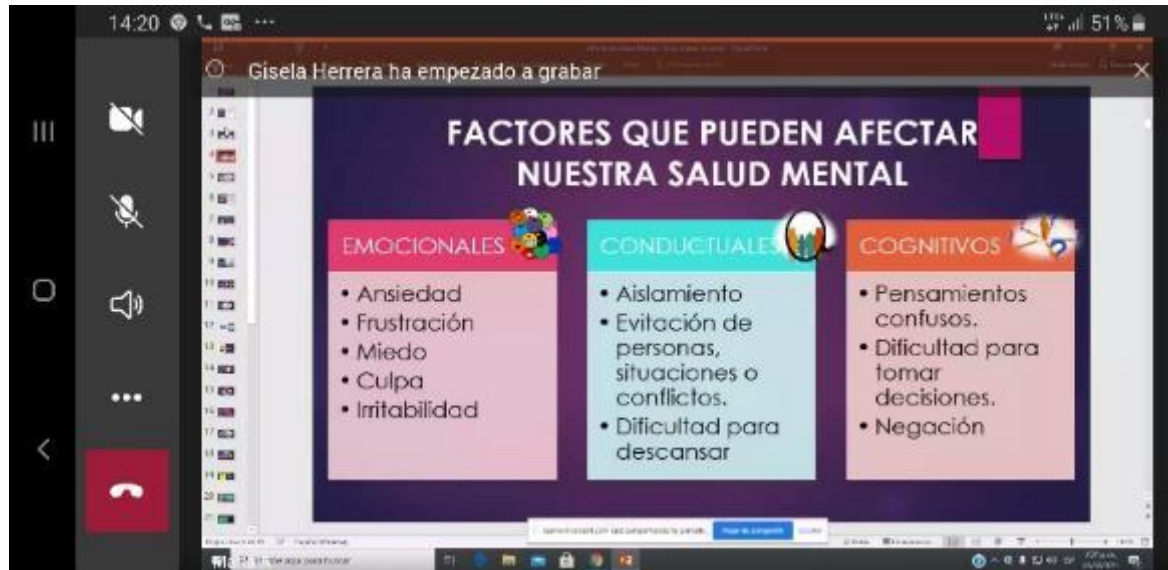 14:20
51%
Gisela Herrera ha empezado a grabar
FACTORES QUE PUEDEN AFECTAR
NUESTRA SALUD MENTAL
EMOCIONALES
• Ansiedad
• Frustración
• Miedo
• Culpa
• Irritabilidad
CONDUCTUALES
• Aislamiento
• Evitación de
personas,
situaciones o
conflictos.
• Dificultad para
descansar
COGNITIVOS
• Pensamientos
confusos.
• Dificultad para
tomar
decisiones.
• Negación